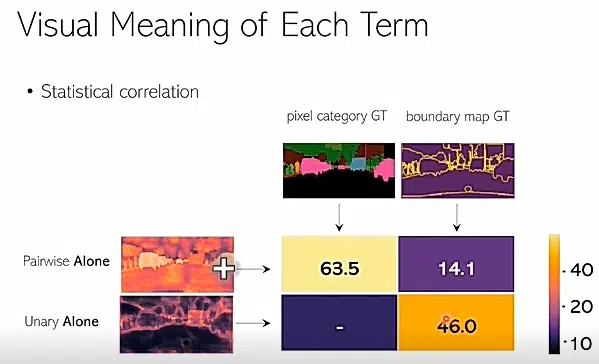 Visual Meaning of Each Term
• Statistical correlation
pixel category GT
boundary map GT
Pairwise Alone
63.5
14.1
Unary Alone
-
46.0
40
20
10